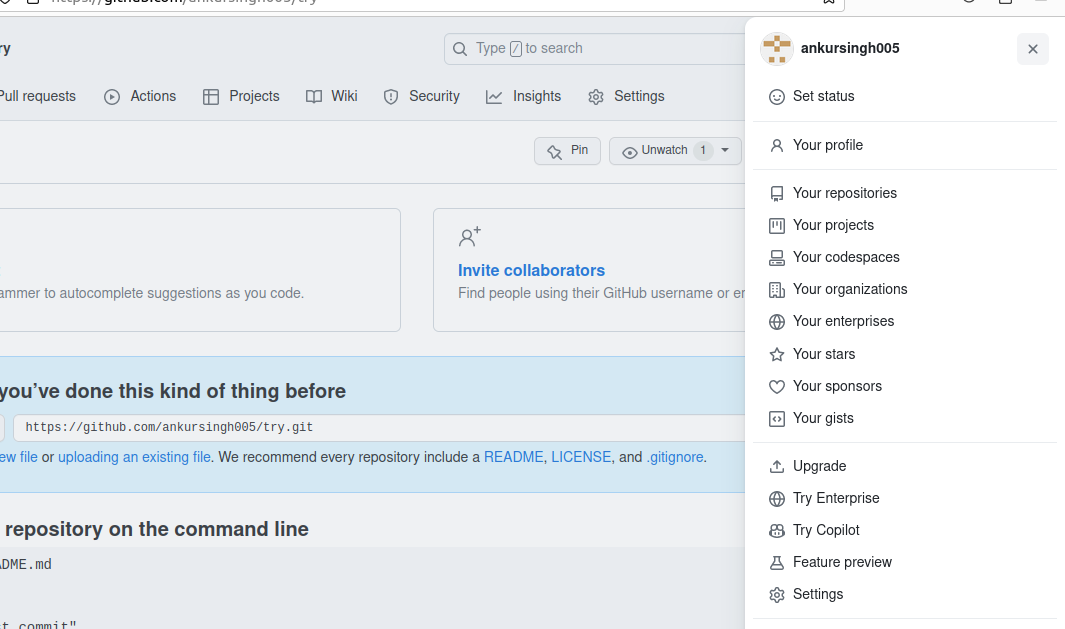 https://github.com/ankursingh005/try
ry
Type / to search
Pull requests
Actions
Projects
Wiki
Security
Insights
Settings
Pin
Unwatch 1
ammer to autocomplete suggestions as you code.
Invite collaborators
Find people using their GitHub username or er
you've done this kind of thing before
https://github.com/ankursingh005/try.git
ew file or uploading an existing file. We recommend every repository include a README, LICENSE, and .gitignore.
repository on the command line
ADME.md
st commit"
ankursingh005
Set status
Your profile
Your repositories
Your projects
Your codespaces
Your organizations
Your enterprises
Your stars
Your sponsors
Your gists
Upgrade
Try Enterprise
Try Copilot
Feature preview
Settings